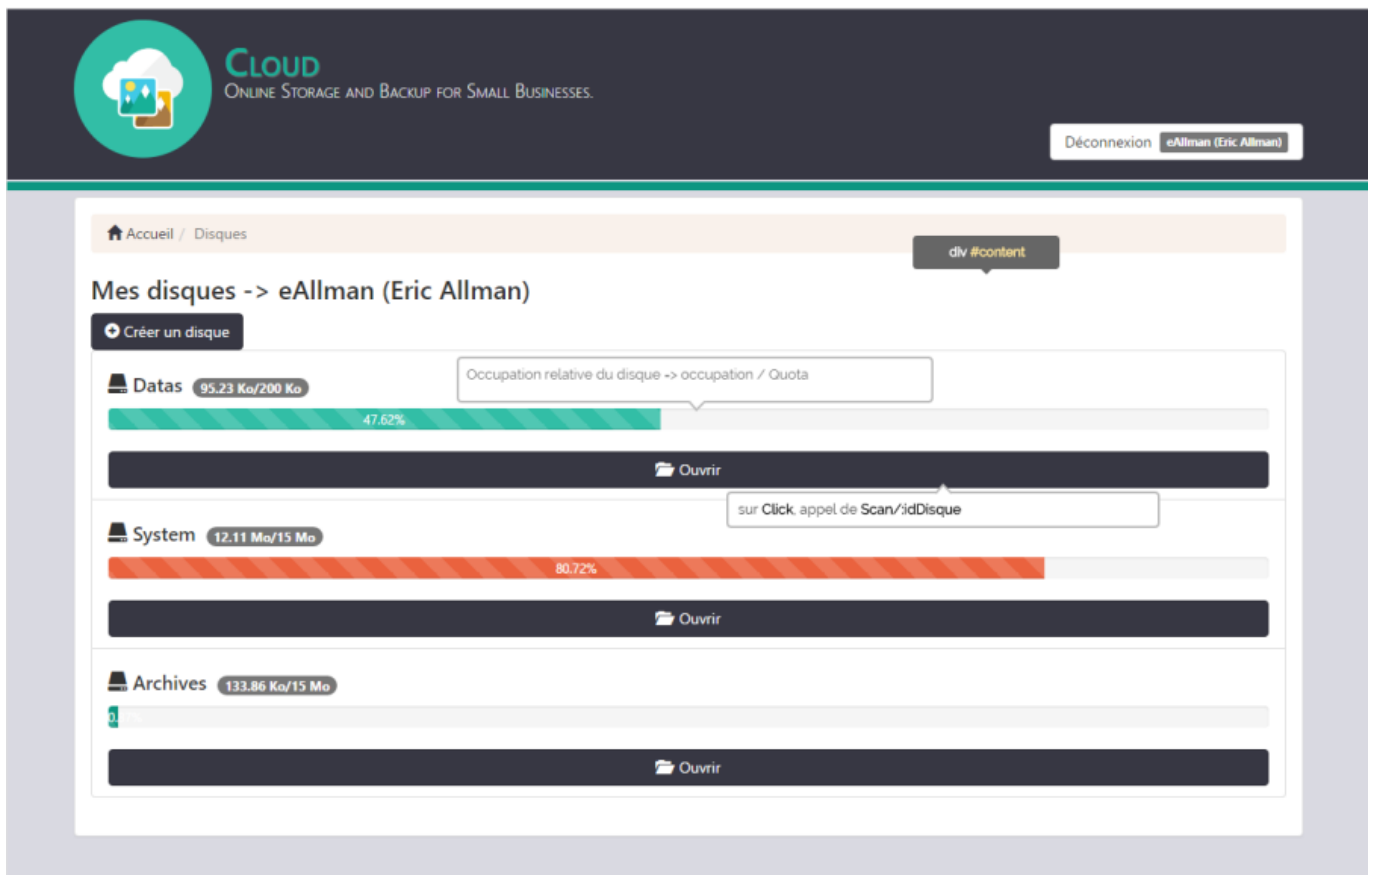 Cloud
Online Storage and Backup for Small Businesses.
Déconnexion eAllman (Eric Allman)
Accueil / Disques
div #content
Mes disques -> eAllman (Eric Allman)
Créer un disque
Occupation relative du disque -> occupation / Quota
Datas 95.23 Ko/200 Ko
47.62%
Ouvrir
sur Click, appel de Scan/:idDisque
System 12.11 Mo/15 Mo
80.72%
Ouvrir
Archives 133.86 Ko/15 Mo
Ouvrir